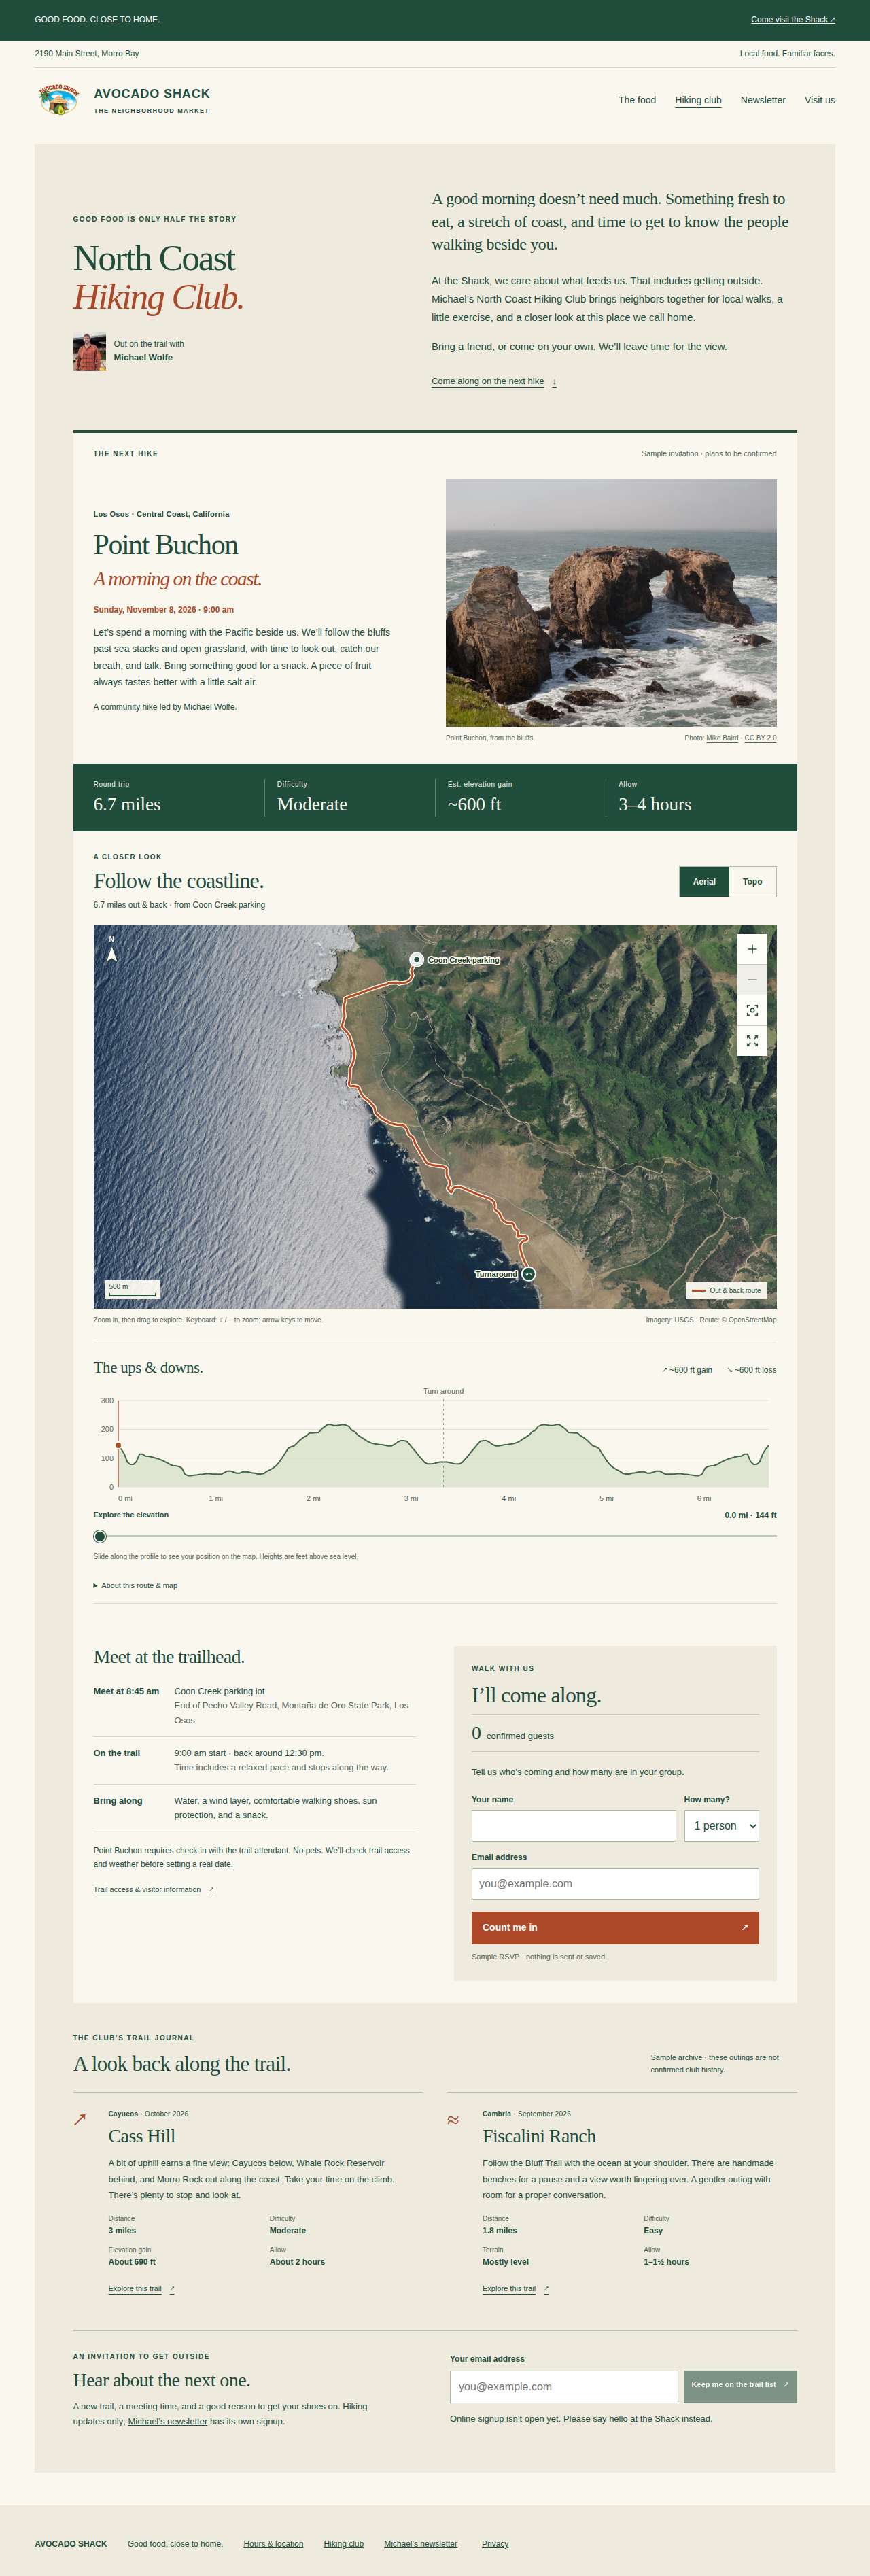 GOOD FOOD. CLOSE TO HOME.
Come visit the Shack ↗
2190 Main Street, Morro Bay
Local food. Familiar faces.
AVOCADO SHACK
AVOCADO SHACK
THE NEIGHBORHOOD MARKET
The food
Hiking club
Newsletter
Visit us
GOOD FOOD IS ONLY HALF THE STORY
North Coast
Hiking Club.
Out on the trail with
Michael Wolfe
A good morning doesn’t need much. Something fresh to
eat, a stretch of coast, and time to get to know the people
walking beside you.
At the Shack, we care about what feeds us. That includes getting outside.
Michael’s North Coast Hiking Club brings neighbors together for local walks, a
little exercise, and a closer look at this place we call home.
Bring a friend, or come on your own. We’ll leave time for the view.
Come along on the next hike ↓
THE NEXT HIKE
Sample invitation · plans to be confirmed
Los Osos · Central Coast, California
Point Buchon
A morning on the coast.
Sunday, November 8, 2026 · 9:00 am
Let’s spend a morning with the Pacific beside us. We’ll follow the bluffs
past sea stacks and open grassland, with time to look out, catch our
breath, and talk. Bring something good for a snack. A piece of fruit
always tastes better with a little salt air.
A community hike led by Michael Wolfe.
Point Buchon, from the bluffs.
Photo: Mike Baird · CC BY 2.0
Round trip
6.7 miles
Difficulty
Moderate
Est. elevation gain
~600 ft
Allow
3–4 hours
A CLOSER LOOK
Follow the coastline.
6.7 miles out & back · from Coon Creek parking
Aerial
Topo
N
Coon Creek parking
Turnaround
500 m
Out & back route
Zoom in, then drag to explore. Keyboard: + / − to zoom; arrow keys to move.
Imagery: USGS · Route: © OpenStreetMap
The ups & downs.
↗ ~600 ft gain
↘ ~600 ft loss
Turn around
300
200
100
0
0 mi
1 mi
2 mi
3 mi
4 mi
5 mi
6 mi
Explore the elevation
0.0 mi · 144 ft
Slide along the profile to see your position on the map. Heights are feet above sea level.
▶ About this route & map
Meet at the trailhead.
Meet at 8:45 am
Coon Creek parking lot
End of Pecho Valley Road, Montaña de Oro State Park, Los
Osos
On the trail
9:00 am start · back around 12:30 pm.
Time includes a relaxed pace and stops along the way.
Bring along
Water, a wind layer, comfortable walking shoes, sun
protection, and a snack.
Point Buchon requires check-in with the trail attendant. No pets. We’ll check trail access
and weather before setting a real date.
Trail access & visitor information ↗
WALK WITH US
I’ll come along.
0 confirmed guests
Tell us who’s coming and how many are in your group.
Your name
How many?
1 person
Email address
you@example.com
Count me in ↗
Sample RSVP · nothing is sent or saved.
THE CLUB’S TRAIL JOURNAL
A look back along the trail.
Sample archive · these outings are not
confirmed club history.
↗
Cayucos · October 2026
Cass Hill
A bit of uphill earns a fine view: Cayucos below, Whale Rock Reservoir
behind, and Morro Rock out along the coast. Take your time on the climb.
There’s plenty to stop and look at.
Distance
3 miles
Difficulty
Moderate
Elevation gain
About 690 ft
Allow
About 2 hours
Explore this trail ↗
≈
Cambria · September 2026
Fiscalini Ranch
Follow the Bluff Trail with the ocean at your shoulder. There are handmade
benches for a pause and a view worth lingering over. A gentler outing with
room for a proper conversation.
Distance
1.8 miles
Difficulty
Easy
Terrain
Mostly level
Allow
1–1½ hours
Explore this trail ↗
AN INVITATION TO GET OUTSIDE
Hear about the next one.
A new trail, a meeting time, and a good reason to get your shoes on. Hiking
updates only; Michael’s newsletter has its own signup.
Your email address
you@example.com
Keep me on the trail list ↗
Online signup isn’t open yet. Please say hello at the Shack instead.
AVOCADO SHACK
Good food, close to home.
Hours & location
Hiking club
Michael’s newsletter
Privacy